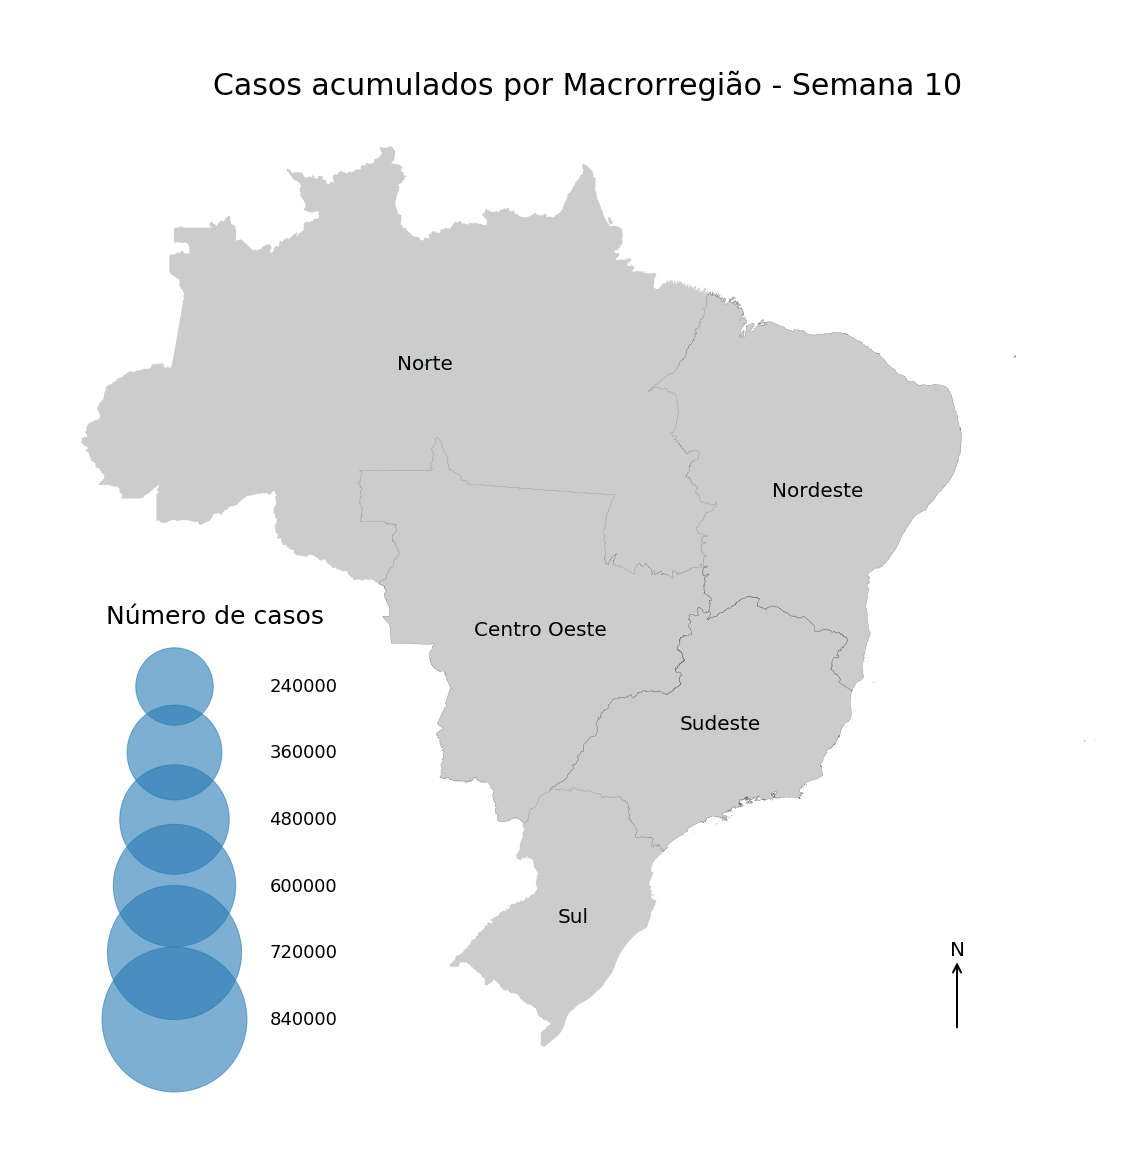 Casos acumulados por Macrorregião - Semana 10
Norte
Nordeste
Centro Oeste
Sudeste
Sul
Número de casos
240000
360000
480000
600000
720000
840000
N